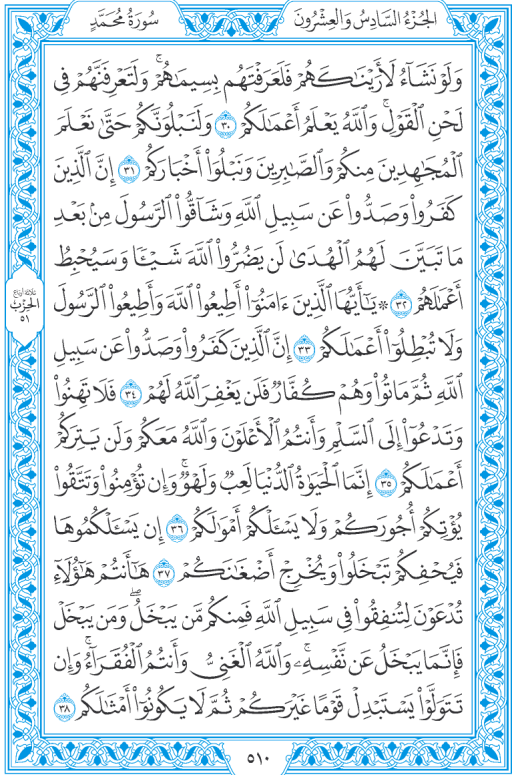 الجُزْءُ السَّادِسُ وَالعِشْرُونَ
سُورَةُ مُحَمَّدٍ
وَلَوْ نَشَآءُ لَأَرَيْنَٰكَهُمْ فَلَعَرَفْتَهُم بِسِيمَٰهُمْ ۚ وَلَتَعْرِفَنَّهُمْ فِى
لَحْنِ ٱلْقَوْلِ ۚ وَٱللَّهُ يَعْلَمُ أَعْمَٰلَكُمْ ٣٠ وَلَنَبْلُوَنَّكُمْ حَتَّىٰ نَعْلَمَ
ٱلْمُجَٰهِدِينَ مِنكُمْ وَٱلصَّٰبِرِينَ وَنَبْلُوَا۟ أَخْبَارَكُمْ ٣١ إِنَّ ٱلَّذِينَ
كَفَرُوا۟ وَصَدُّوا۟ عَن سَبِيلِ ٱللَّهِ وَشَآقُّوا۟ ٱلرَّسُولَ مِنۢ بَعْدِ
مَا تَبَيَّنَ لَهُمُ ٱلْهُدَىٰ لَن يَضُرُّوا۟ ٱللَّهَ شَيْـًٔا وَسَيُحْبِطُ
أَعْمَٰلَهُمْ ٣٢ ۞ يَٰٓأَيُّهَا ٱلَّذِينَ ءَامَنُوٓا۟ أَطِيعُوا۟ ٱللَّهَ وَأَطِيعُوا۟ ٱلرَّسُولَ
ثلاثة أرباع
الحِزْبُ
٥١
وَلَا تُبْطِلُوٓا۟ أَعْمَٰلَكُمْ ٣٣ إِنَّ ٱلَّذِينَ كَفَرُوا۟ وَصَدُّوا۟ عَن سَبِيلِ
ٱللَّهِ ثُمَّ مَاتُوا۟ وَهُمْ كُفَّارٌ فَلَن يَغْفِرَ ٱللَّهُ لَهُمْ ٣٤ فَلَا تَهِنُوا۟
وَتَدْعُوٓا۟ إِلَى ٱلسَّلْمِ وَأَنتُمُ ٱلْأَعْلَوْنَ وَٱللَّهُ مَعَكُمْ وَلَن يَتِرَكُمْ
أَعْمَٰلَكُمْ ٣٥ إِنَّمَا ٱلْحَيَوٰةُ ٱلدُّنْيَا لَعِبٌ وَلَهْوٌ ۚ وَإِن تُؤْمِنُوا۟ وَتَتَّقُوا۟
يُؤْتِكُمْ أُجُورَكُمْ وَلَا يَسْـَٔلْكُمْ أَمْوَٰلَكُمْ ٣٦ إِن يَسْـَٔلْكُمُوهَا
فَيُحْفِكُمْ تَبْخَلُوا۟ وَيُخْرِجْ أَضْغَٰنَكُمْ ٣٧ هَٰٓأَنتُمْ هَٰٓؤُلَآءِ
تُدْعَوْنَ لِتُنفِقُوا۟ فِى سَبِيلِ ٱللَّهِ فَمِنكُم مَّن يَبْخَلُ ۖ وَمَن يَبْخَلْ
فَإِنَّمَا يَبْخَلُ عَن نَّفْسِهِۦ ۚ وَٱللَّهُ ٱلْغَنِىُّ وَأَنتُمُ ٱلْفُقَرَآءُ ۚ وَإِن
تَتَوَلَّوْا۟ يَسْتَبْدِلْ قَوْمًا غَيْرَكُمْ ثُمَّ لَا يَكُونُوٓا۟ أَمْثَٰلَكُم ٣٨
٥١٠